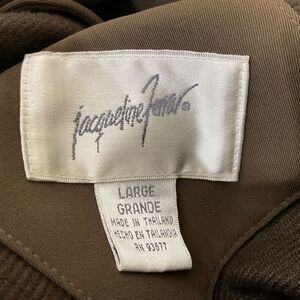 jacqueline ferrar®
LARGE
GRANDE
MADE IN THAILAND
HECHO EN TAILANDIA
RN 93677